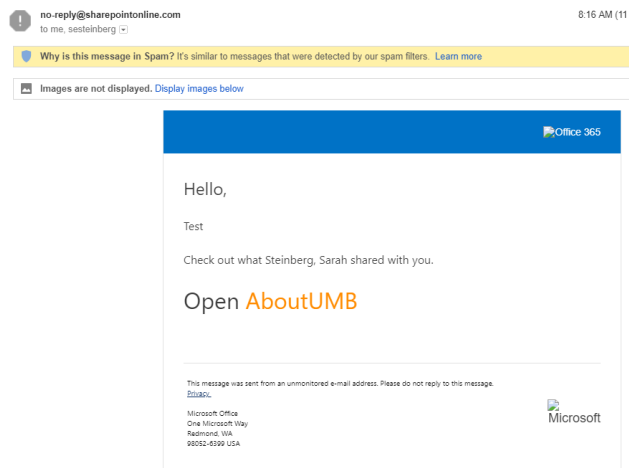 no-reply@sharepointonline.com
8:16 AM (11
to me, sesteinberg
Why is this message in Spam? It's similar to messages that were detected by our spam filters. Learn more
Images are not displayed. Display images below
Office 365
Hello,
Test
Check out what Steinberg, Sarah shared with you.
Open AboutUMB
This message was sent from an unmonitored e-mail address. Please do not reply to this message.
Privacy
Microsoft Office
One Microsoft Way
Redmond, WA
98052-6399 USA
Microsoft